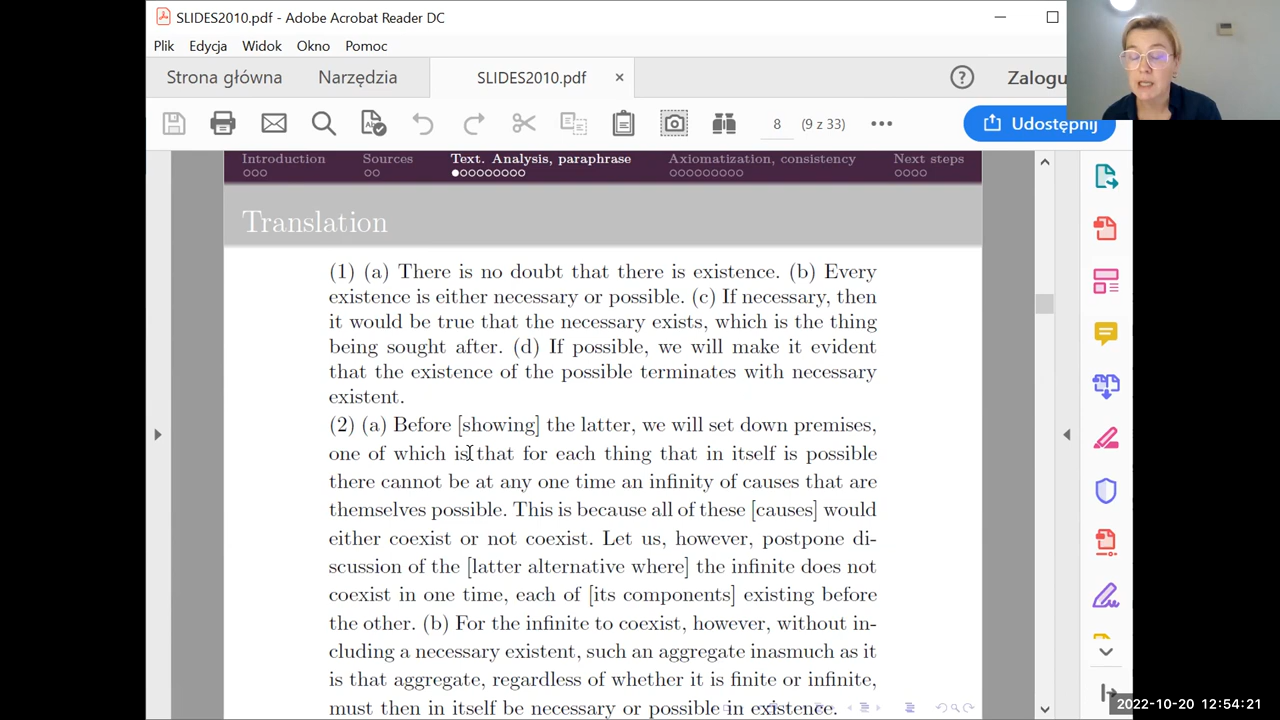 SLIDES2010.pdf - Adobe Acrobat Reader DC
Plik Edycja Widok Okno Pomoc
Strona główna Narzędzia SLIDES2010.pdf × ? Zalogu
8 (9 z 33) Udostępnij
Introduction Sources Text. Analysis, paraphrase Axiomatization, consistency Next steps
Translation
(1) (a) There is no doubt that there is existence. (b) Every
existence is either necessary or possible. (c) If necessary, then
it would be true that the necessary exists, which is the thing
being sought after. (d) If possible, we will make it evident
that the existence of the possible terminates with necessary
existent.
(2) (a) Before [showing] the latter, we will set down premises,
one of which is that for each thing that in itself is possible
there cannot be at any one time an infinity of causes that are
themselves possible. This is because all of these [causes] would
either coexist or not coexist. Let us, however, postpone di-
scussion of the [latter alternative where] the infinite does not
coexist in one time, each of [its components] existing before
the other. (b) For the infinite to coexist, however, without in-
cluding a necessary existent, such an aggregate inasmuch as it
is that aggregate, regardless of whether it is finite or infinite,
must then in itself be necessary or possible in existence.
2022-10-20 12:54:21